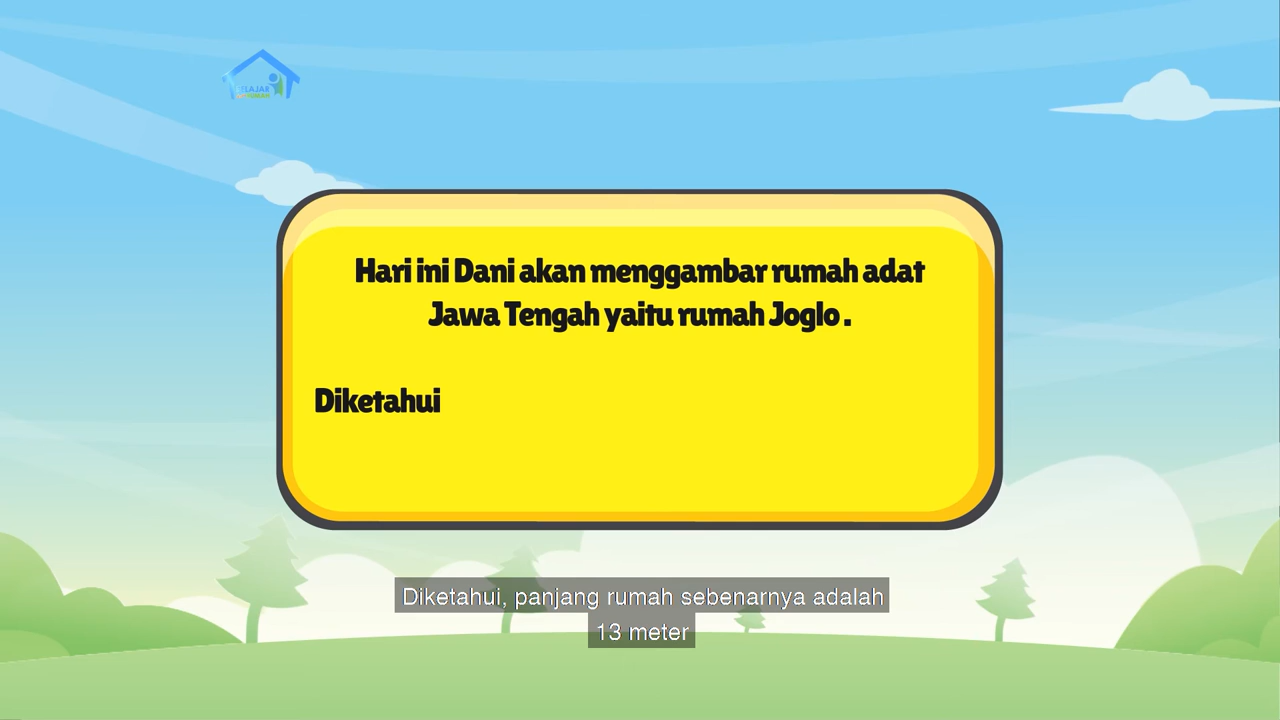 BELAJAR
Hari ini Dani akan menggambar rumah adat
Jawa Tengah yaitu rumah Joglo .
Diketahui
Diketahui, panjang rumah sebenarnya adalah
13 meter